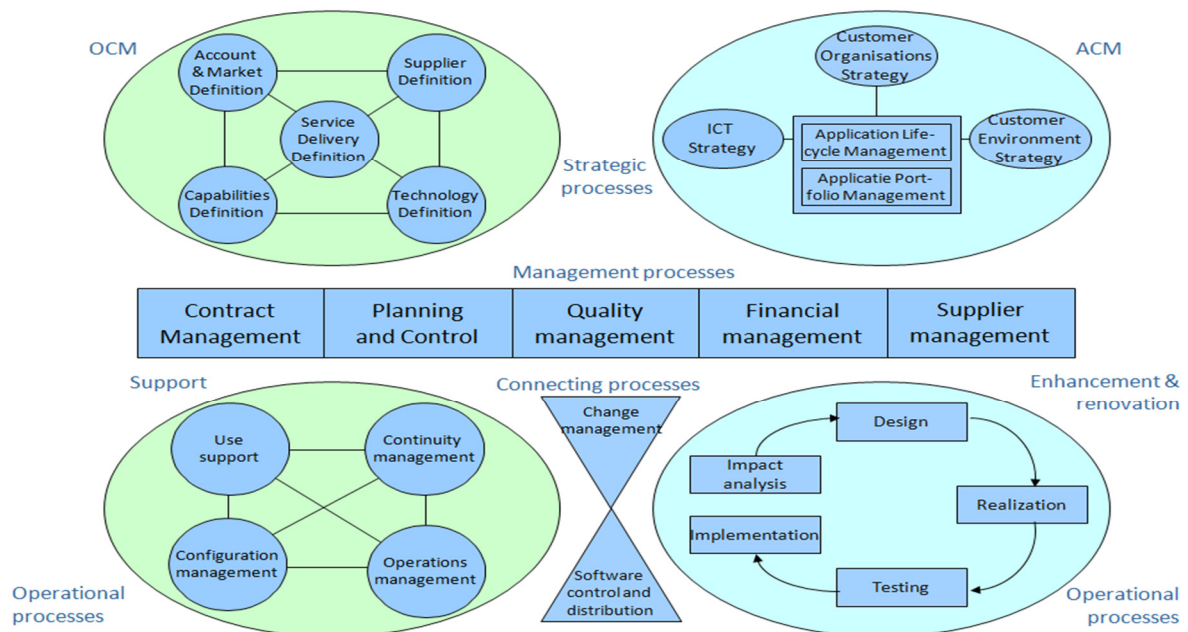 OCM
Account
& Market
Definition
Supplier
Definition
Service
Delivery
Definition
Capabilities
Definition
Technology
Definition
Strategic
processes
ACM
Customer
Organisations
Strategy
ICT
Strategy
Application Life-
cycle Management
Applicatie Port-
folio Management
Customer
Environment
Strategy
Management processes
Contract
Management
Planning
and Control
Quality
management
Financial
management
Supplier
management
Support
Use
support
Continuity
management
Configuration
management
Operations
management
Operational
processes
Connecting processes
Change
management
Software
control and
distribution
Enhancement &
renovation
Design
Impact
analysis
Realization
Implementation
Testing
Operational
processes